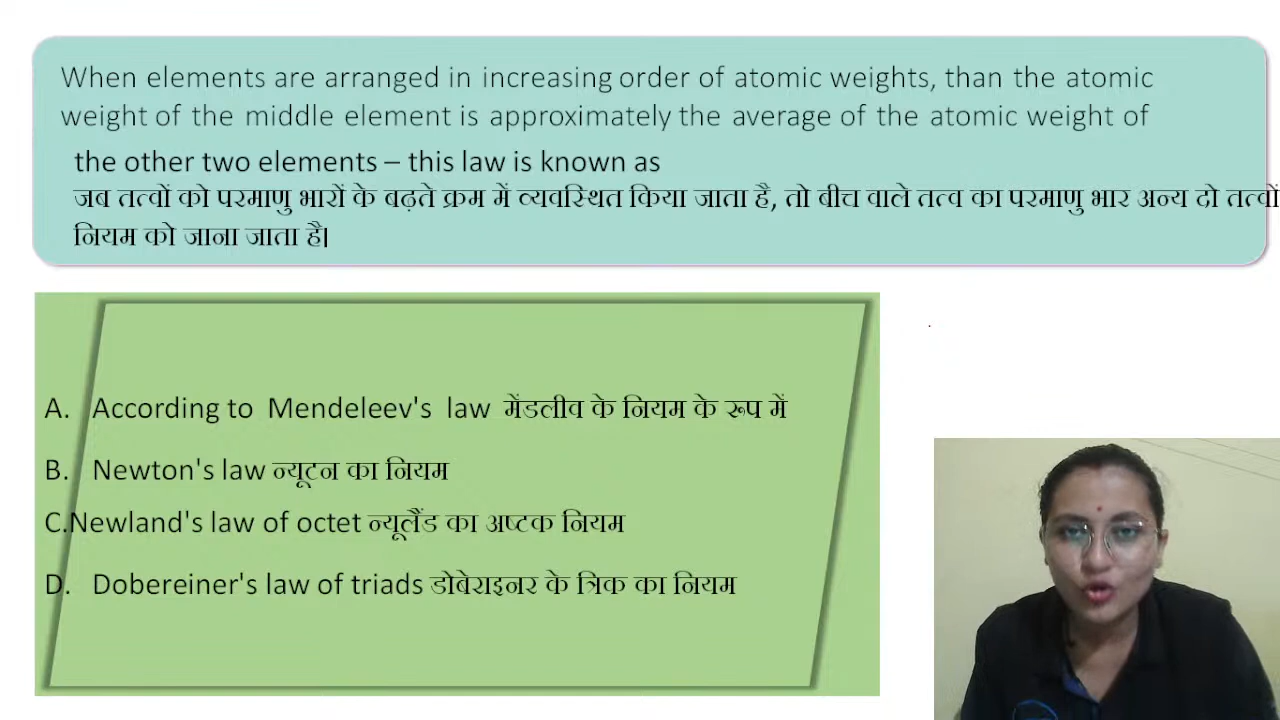 When elements are arranged in increasing order of atomic weights, than the atomic
weight of the middle element is approximately the average of the atomic weight of
the other two elements – this law is known as
जब तत्वों को परमाणु भारों के बढ़ते क्रम में व्यवस्थित किया जाता है, तो बीच वाले तत्व का परमाणु भार अन्य दो तत्वों
नियम को जाना जाता है।
A. According to Mendeleev's law मेंडलीव के नियम के रूप में
B. Newton's law न्यूटन का नियम
C.Newland's law of octet न्यूलैंड का अष्टक नियम
D. Dobereiner's law of triads डोबेराइनर के त्रिक का नियम